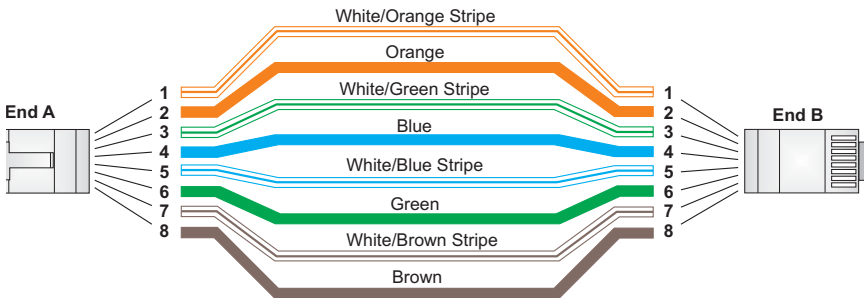 White/Orange Stripe
Orange
White/Green Stripe
Blue
White/Blue Stripe
Green
White/Brown Stripe
Brown
End A
1
2
3
4
5
6
7
8
1
2
3
4
5
6
7
8
End B